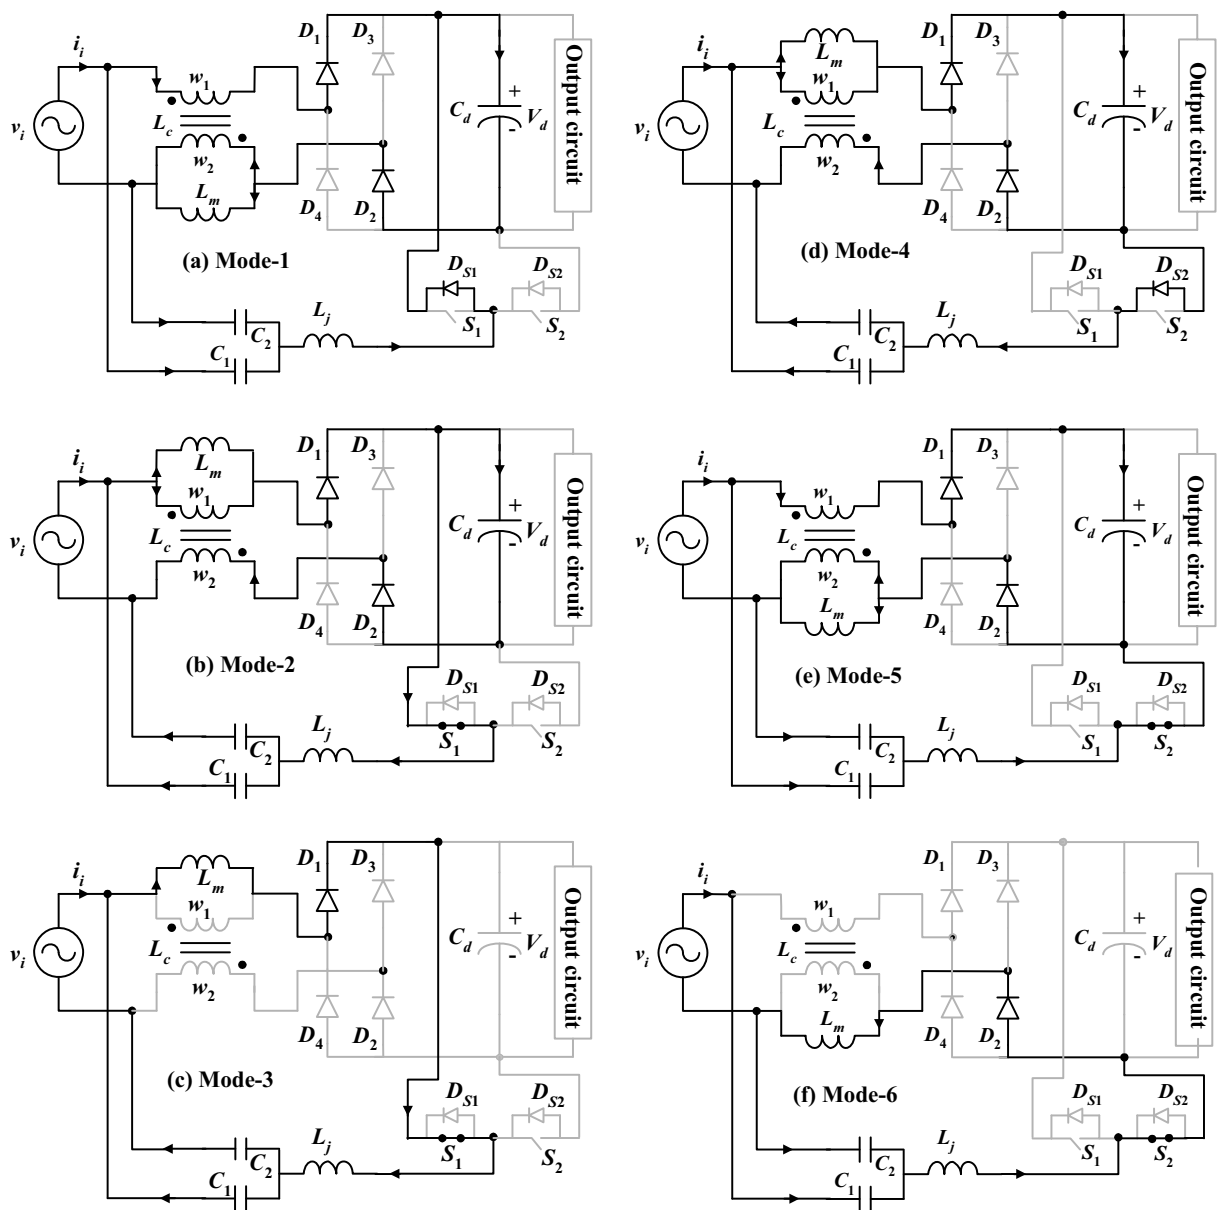 i_i
v_i
w_1
L_c
w_2
L_m
D_1
D_3
D_4
D_2
C_d
+
V_d
-
Output circuit
(a) Mode-1
D_S1
D_S2
S_1
S_2
L_j
C_2
C_1
i_i
v_i
L_m
w_1
L_c
w_2
D_1
D_3
D_4
D_2
C_d
+
V_d
-
Output circuit
(d) Mode-4
D_S1
D_S2
S_1
S_2
L_j
C_2
C_1
i_i
v_i
L_m
w_1
L_c
w_2
D_1
D_3
D_4
D_2
C_d
+
V_d
-
Output circuit
(b) Mode-2
D_S1
D_S2
S_1
S_2
L_j
C_2
C_1
i_i
v_i
w_1
L_c
w_2
L_m
D_1
D_3
D_4
D_2
C_d
+
V_d
-
Output circuit
(e) Mode-5
D_S1
D_S2
S_1
S_2
L_j
C_2
C_1
i_i
v_i
L_m
w_1
L_c
w_2
D_1
D_3
D_4
D_2
C_d
+
V_d
-
Output circuit
(c) Mode-3
D_S1
D_S2
S_1
S_2
L_j
C_2
C_1
i_i
v_i
w_1
L_c
w_2
L_m
D_1
D_3
D_4
D_2
C_d
+
V_d
-
Output circuit
(f) Mode-6
D_S1
D_S2
S_1
S_2
L_j
C_2
C_1